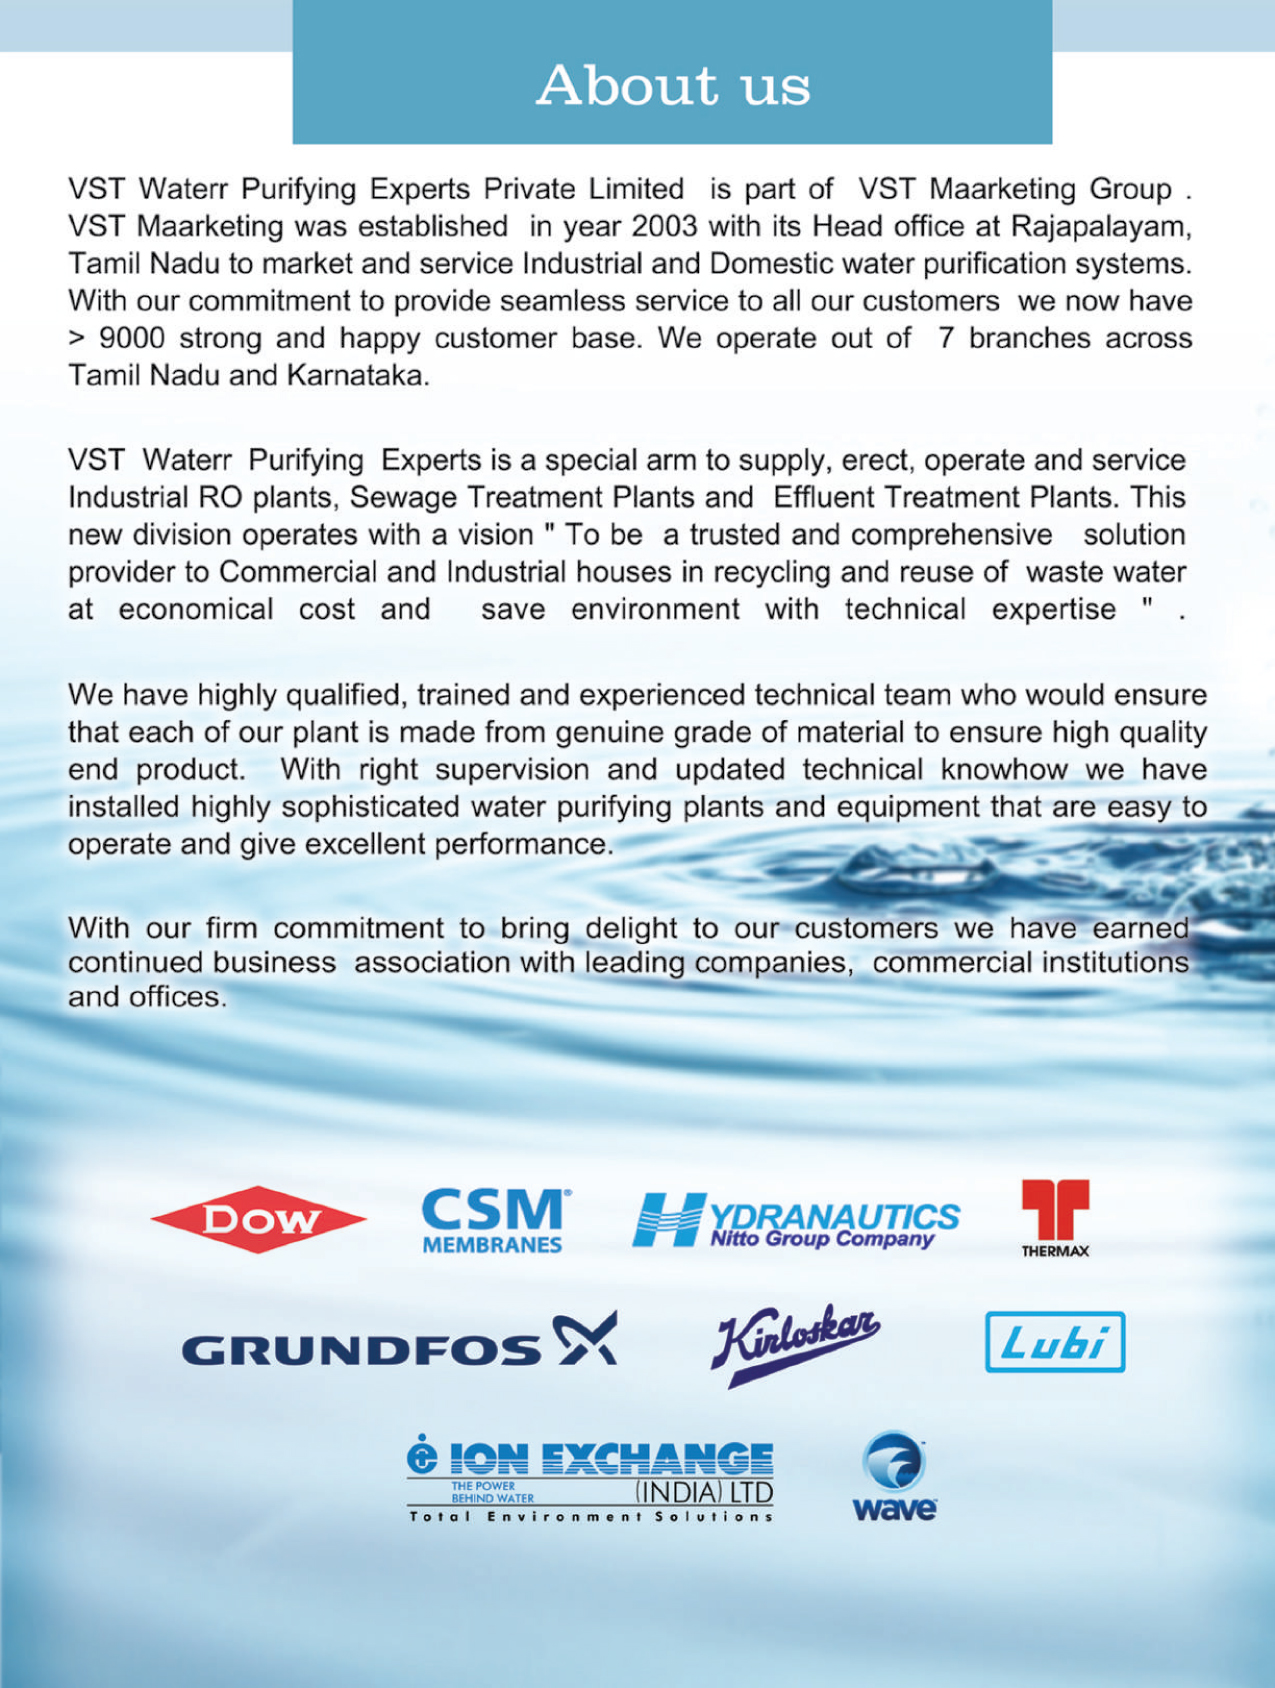 About us
VST Waterr Purifying Experts Private Limited is part of VST Maarketing Group .
VST Maarketing was established in year 2003 with its Head office at Rajapalayam,
Tamil Nadu to market and service Industrial and Domestic water purification systems.
With our commitment to provide seamless service to all our customers we now have
> 9000 strong and happy customer base. We operate out of 7 branches across
Tamil Nadu and Karnataka.
VST Waterr Purifying Experts is a special arm to supply, erect, operate and service
Industrial RO plants, Sewage Treatment Plants and Effluent Treatment Plants. This
new division operates with a vision " To be a trusted and comprehensive solution
provider to Commercial and Industrial houses in recycling and reuse of waste water
at economical cost and save environment with technical expertise " .
We have highly qualified, trained and experienced technical team who would ensure
that each of our plant is made from genuine grade of material to ensure high quality
end product. With right supervision and updated technical knowhow we have
installed highly sophisticated water purifying plants and equipment that are easy to
operate and give excellent performance.
With our firm commitment to bring delight to our customers we have earned
continued business association with leading companies, commercial institutions
and offices.
DOW
CSM®
MEMBRANES
HYDRANAUTICS
Nitto Group Company
THERMAX
GRUNDFOS
Kirloskar
Lubi
ION EXCHANGE
THE POWER
BEHIND WATER
(INDIA) LTD
Total Environment Solutions
wave